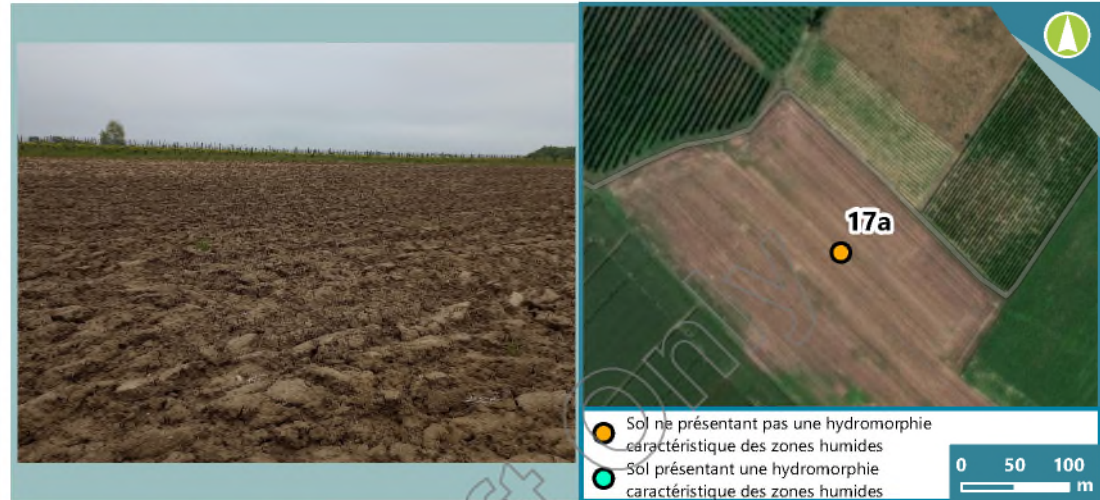 17a
Sol ne présentant pas une hydromorphie
caractéristique des zones humides
Sol présentant une hydromorphie
caractéristique des zones humides
0 50 100
m